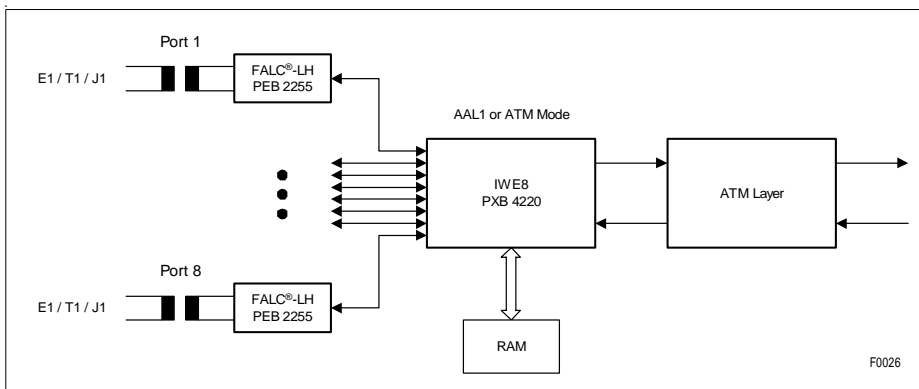 Port 1
E1 / T1 / J1
FALC®-LH
PEB 2255
AAL1 or ATM Mode
IWE8
PXB 4220
ATM Layer
Port 8
E1 / T1 / J1
FALC®-LH
PEB 2255
RAM
F0026